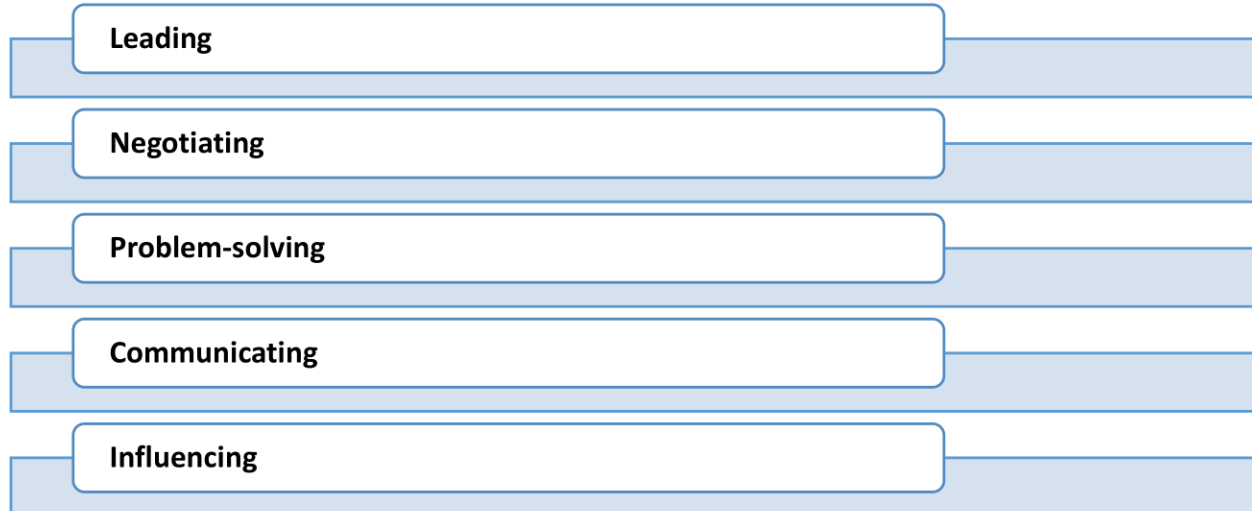 Leading
Negotiating
Problem-solving
Communicating
Influencing